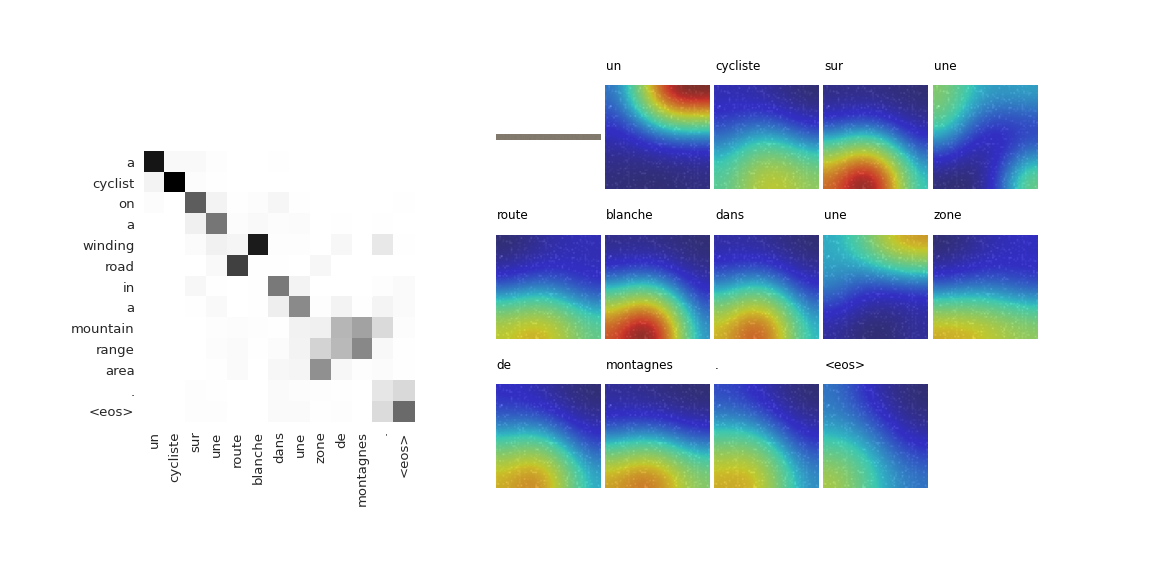 a
cyclist
on
a
winding
road
in
a
mountain
range
area
.
<eos>
un
cycliste
sur
une
route
blanche
dans
une
zone
de
montagnes
.
<eos>
un cycliste sur une
route blanche dans une zone
de montagnes . <eos>